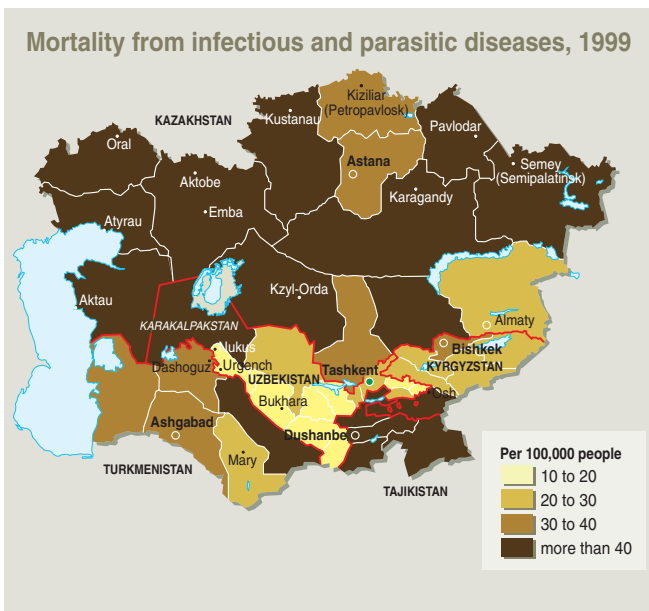 Mortality from infectious and parasitic diseases, 1999
Kiziliar
(Petropavlosk)
KAZAKHSTAN
Kustanau
Pavlodar
Oral
Astana
Semey
(Semipalatinsk)
Aktobe
Karagandy
Emba
Atyrau
Kzyl-Orda
Aktau
Almaty
KARAKALPAKSTAN
Nukus
Bishkek
Dashoguz
Urgench
Tashkent
KYRGYZSTAN
UZBEKISTAN
Osh
Bukhara
Ashgabad
Dushanbe
Mary
TURKMENISTAN
TAJIKISTAN
Per 100,000 people
10 to 20
20 to 30
30 to 40
more than 40